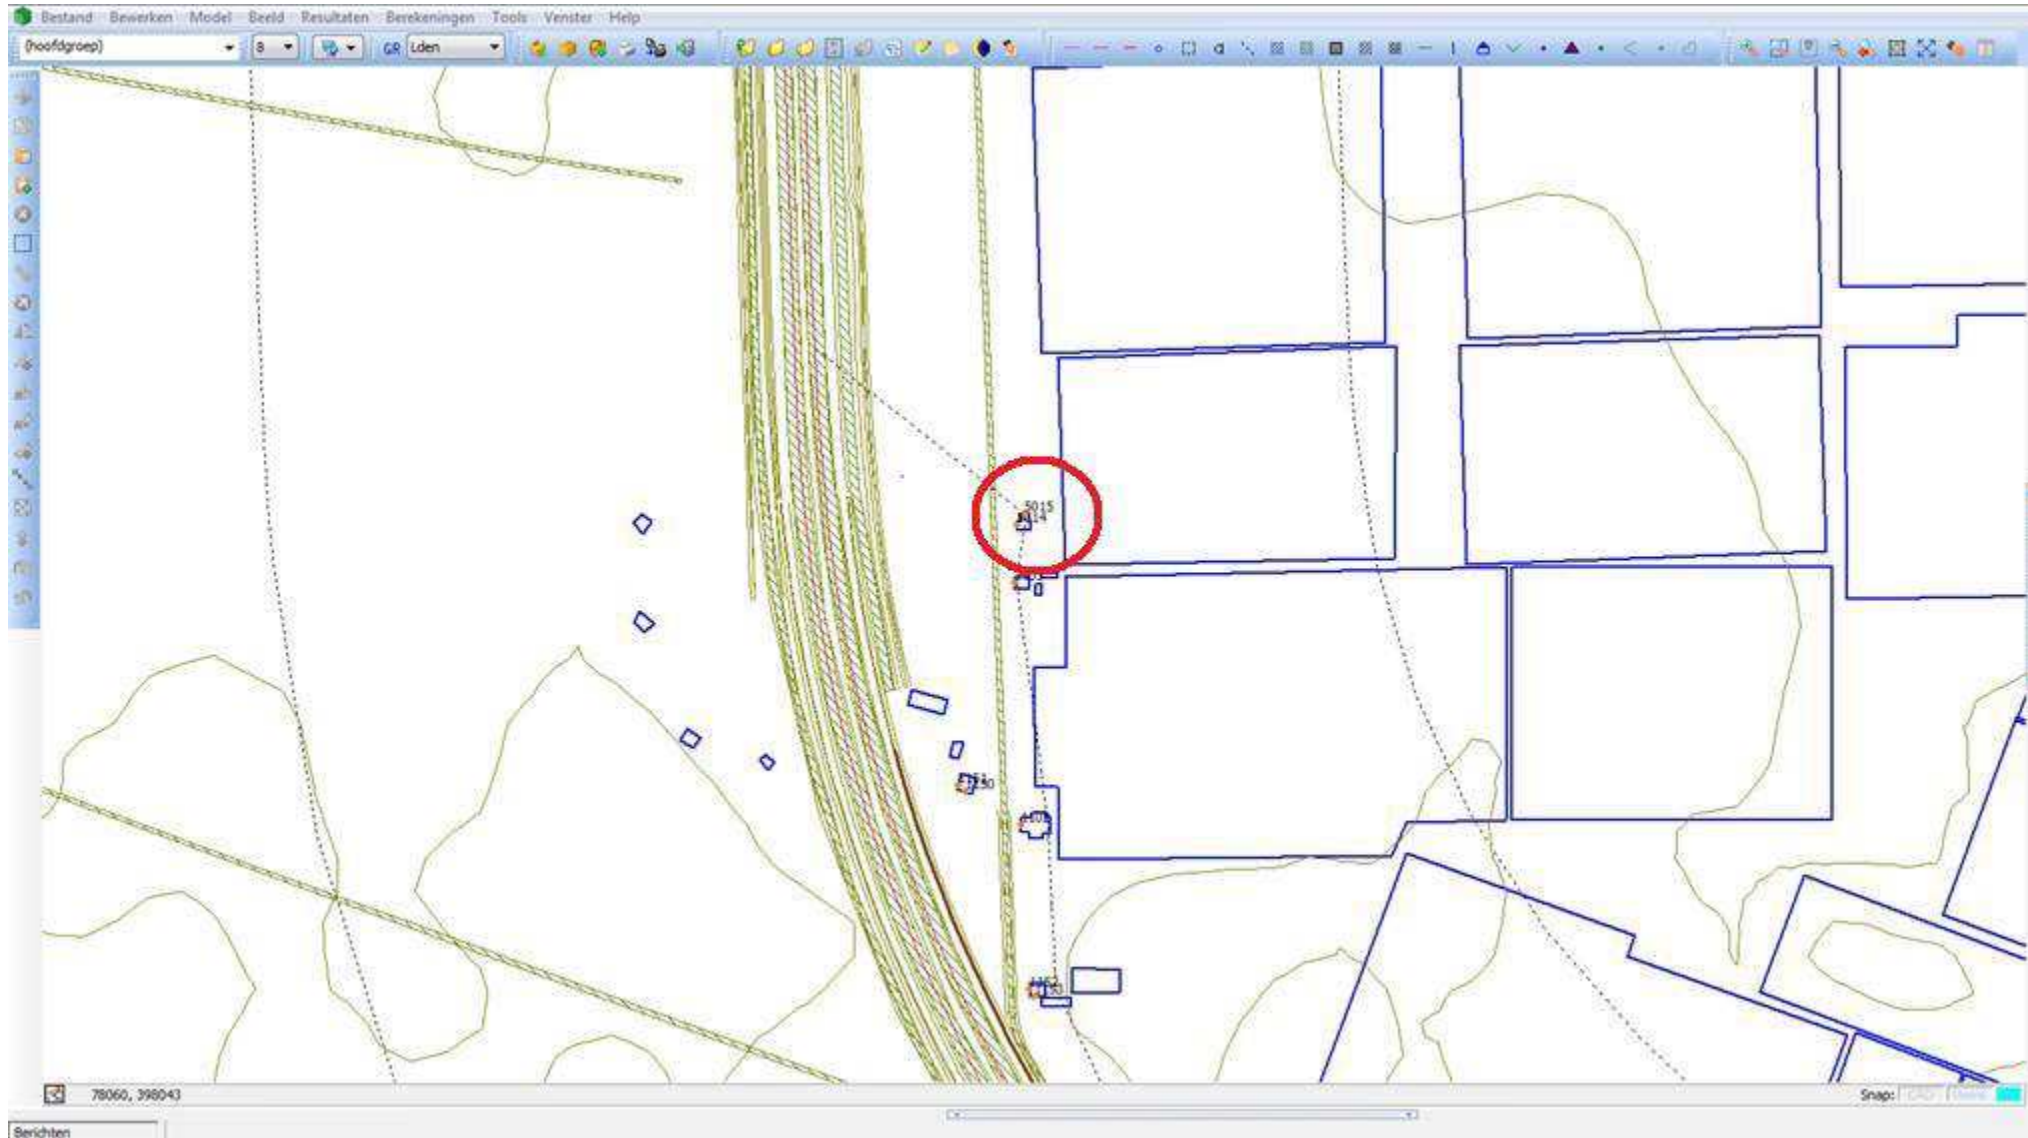 Bestand Bewerken Model Beeld Resultaten Berekeningen Tools Venster Help
(hoofdgroep) 8 GR Lden
5015
78060, 398043
Snap:
Berichten